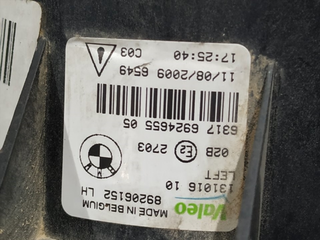 Valeo
MADE IN BELGIUM
89206152 LH
131016 10
LEFT
02B E2 2703
6317 6924655 05
11/08/2009 6549
17:25:40 C03